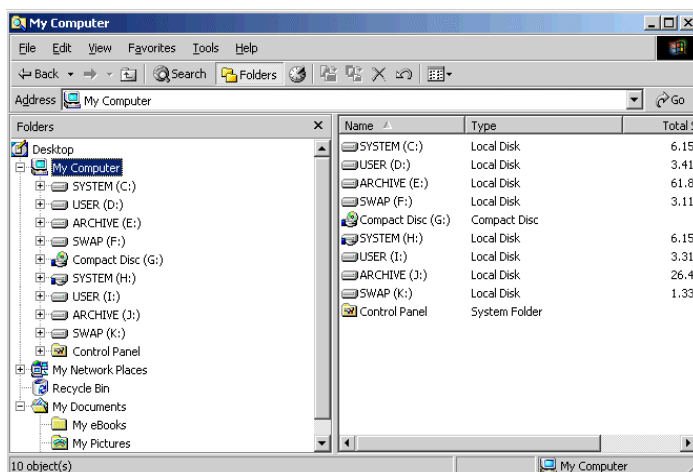 My Computer
File Edit View Favorites Tools Help
Back Search Folders
Address My Computer Go
Folders x
Desktop
My Computer
SYSTEM (C:)
USER (D:)
ARCHIVE (E:)
SWAP (F:)
Compact Disc (G:)
SYSTEM (H:)
USER (I:)
ARCHIVE (J:)
SWAP (K:)
Control Panel
My Network Places
Recycle Bin
My Documents
My eBooks
My Pictures
Name Type Total
SYSTEM (C:) Local Disk 6.15
USER (D:) Local Disk 3.41
ARCHIVE (E:) Local Disk 61.8
SWAP (F:) Local Disk 3.11
Compact Disc (G:) Compact Disc
SYSTEM (H:) Local Disk 6.15
USER (I:) Local Disk 3.31
ARCHIVE (J:) Local Disk 26.4
SWAP (K:) Local Disk 1.33
Control Panel System Folder
10 object(s) My Computer